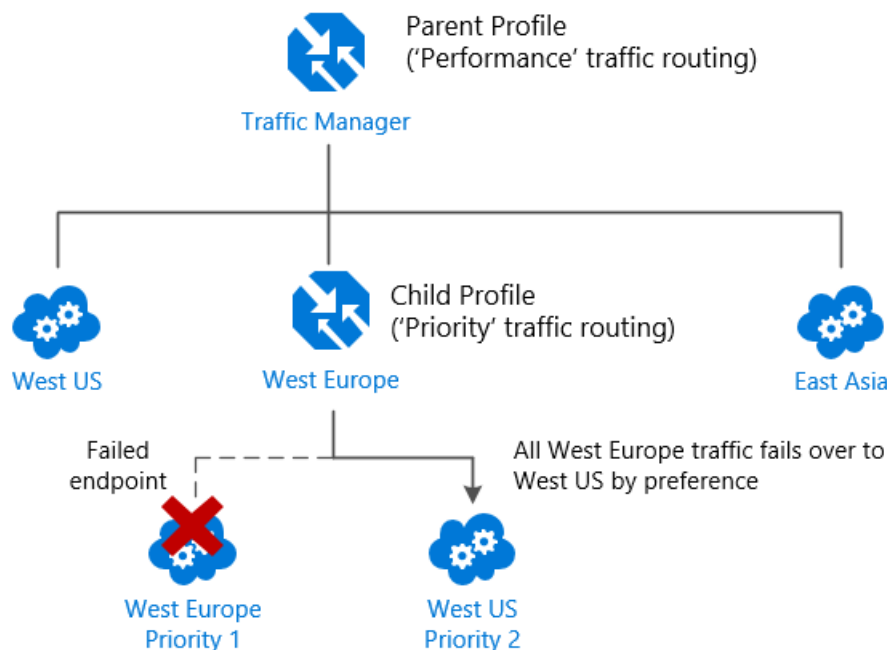 Parent Profile
(‘Performance’ traffic routing)
Traffic Manager
Child Profile
(‘Priority’ traffic routing)
West US
West Europe
East Asia
Failed
endpoint
All West Europe traffic fails over to
West US by preference
West Europe
Priority 1
West US
Priority 2